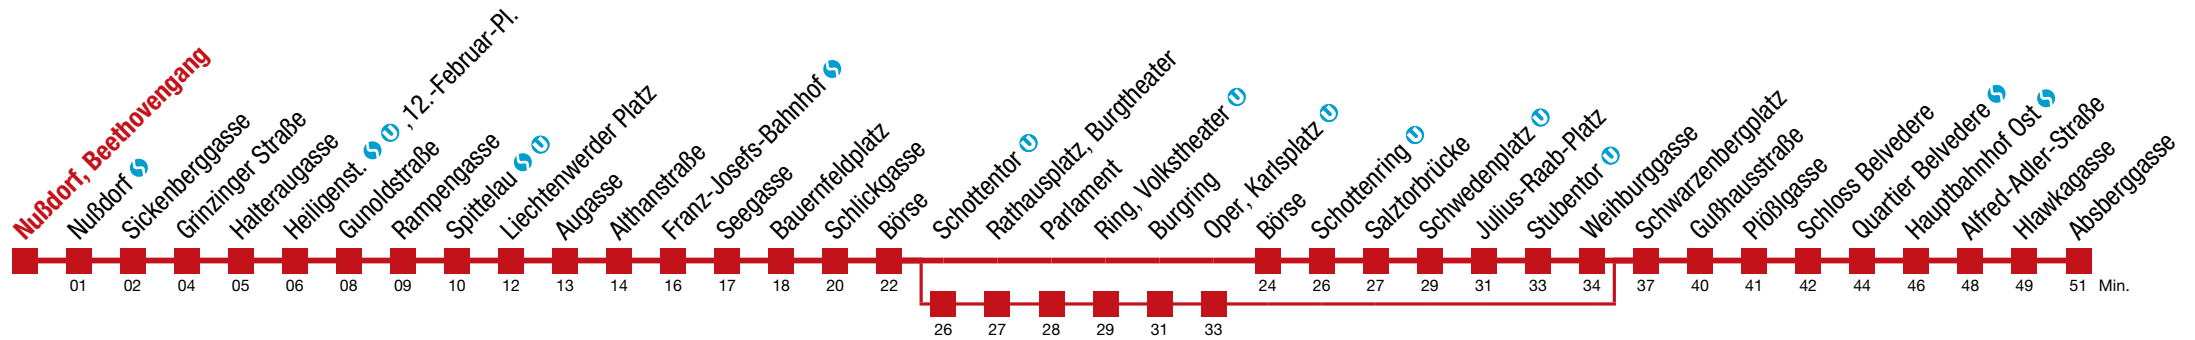 Nußdorf, Beethovengang
Nußdorf
Sickenberggasse
Grinzinger Straße
Halteraugasse
Heiligenst. , 12.-Februar-Pl.
Gunoldstraße
Rampengasse
Spittelau
Liechtenwerder Platz
Augasse
Althanstraße
Franz-Josefs-Bahnhof
Seegasse
Bauernfeldplatz
Schlickgasse
Börse
Schottentor
Rathausplatz, Burgtheater
Parlament
Ring, Volkstheater
Burgring
Oper, Karlsplatz
Börse
Schottenring
Salztorbrücke
Schwedenplatz
Julius-Raab-Platz
Stubentor
Weihburggasse
Schwarzenbergplatz
Gußhausstraße
Plößlgasse
Schloss Belvedere
Quartier Belvedere
Hauptbahnhof Ost
Alfred-Adler-Straße
Hlawkagasse
Absberggasse
01 02 04 05 06 08 09 10 12 13 14 16 17 18 20 22 24 26 27 29 31 33 34 37 40 41 42 44 46 48 49 51 Min.
26 27 28 29 31 33